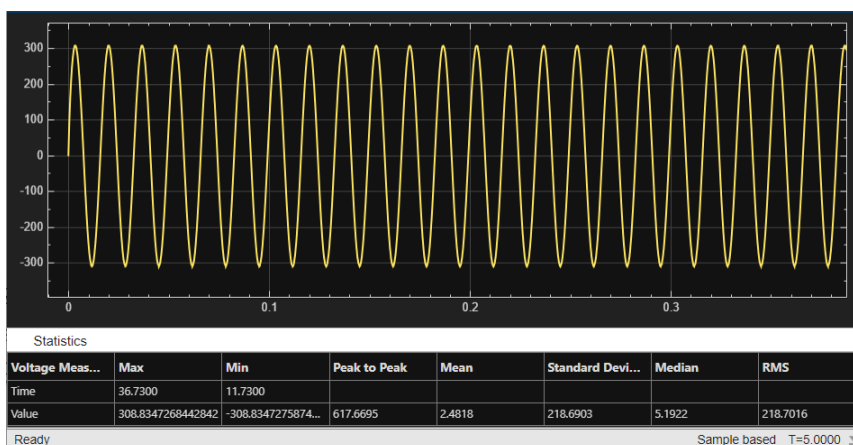 300
200
100
0
-100
-200
-300
0 0.1 0.2 0.3
Statistics
Voltage Meas... Max Min Peak to Peak Mean Standard Devi... Median RMS
Time 36.7300 11.7300
Value 308.8347268442842 -308.8347275874... 617.6695 2.4818 218.6903 5.1922 218.7016
Ready Sample based T=5.0000